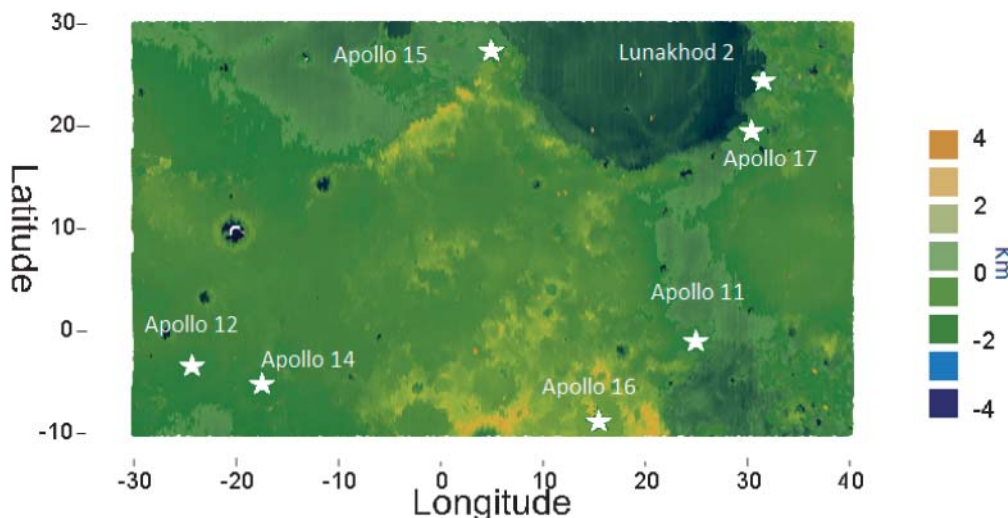 30–
Apollo 15
Lunakhod 2
20–
Apollo 17
Latitude
10–
Apollo 11
0–
Apollo 12
Apollo 14
Apollo 16
-10–
-30 -20 -10 0 10 20 30 40
Longitude
4
2
0
Km
-2
-4